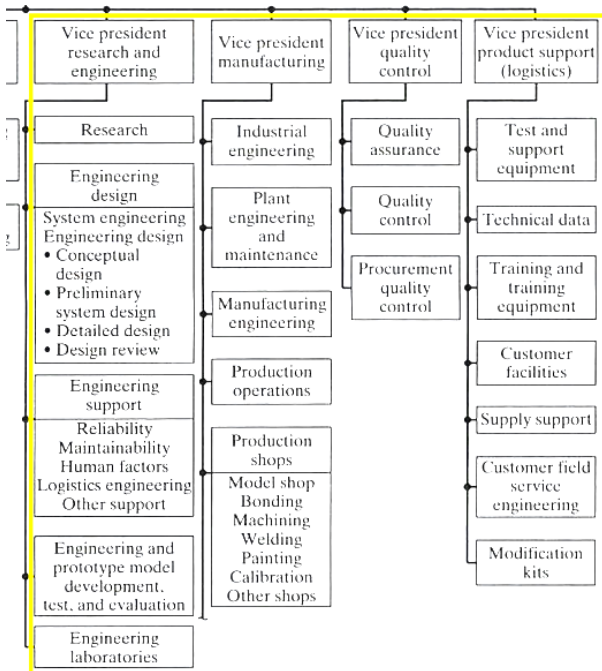 Vice president
research and
engineering
Research
Engineering
design
System engineering
Engineering design
• Conceptual
design
• Preliminary
system design
• Detailed design
• Design review
Engineering
support
Reliability
Maintainability
Human factors
Logistics engineering
Other support
Engineering and
prototype model
development,
test, and evaluation
Engineering
laboratories
Vice president
manufacturing
Industrial
engineering
Plant
engineering
and
maintenance
Manufacturing
engineering
Production
operations
Production
shops
Model shop
Bonding
Machining
Welding
Painting
Calibration
Other shops
Vice president
quality
control
Quality
assurance
Quality
control
Procurement
quality
control
Vice president
product support
(logistics)
Test and
support
equipment
Technical data
Training and
training
equipment
Customer
facilities
Supply support
Customer field
service
engineering
Modification
kits